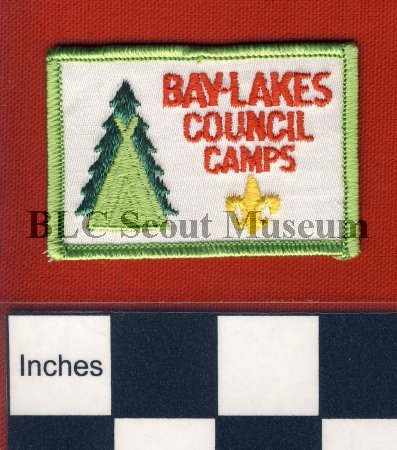 BAY-LAKES
COUNCIL
CAMPS
BLC Scout Museum
Inches